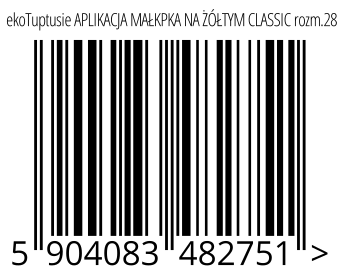 ekoTuptusie APLIKACJA MAŁKPKA NA ŻÓŁTYM CLASSIC rozm.28
5 904083 482751 >